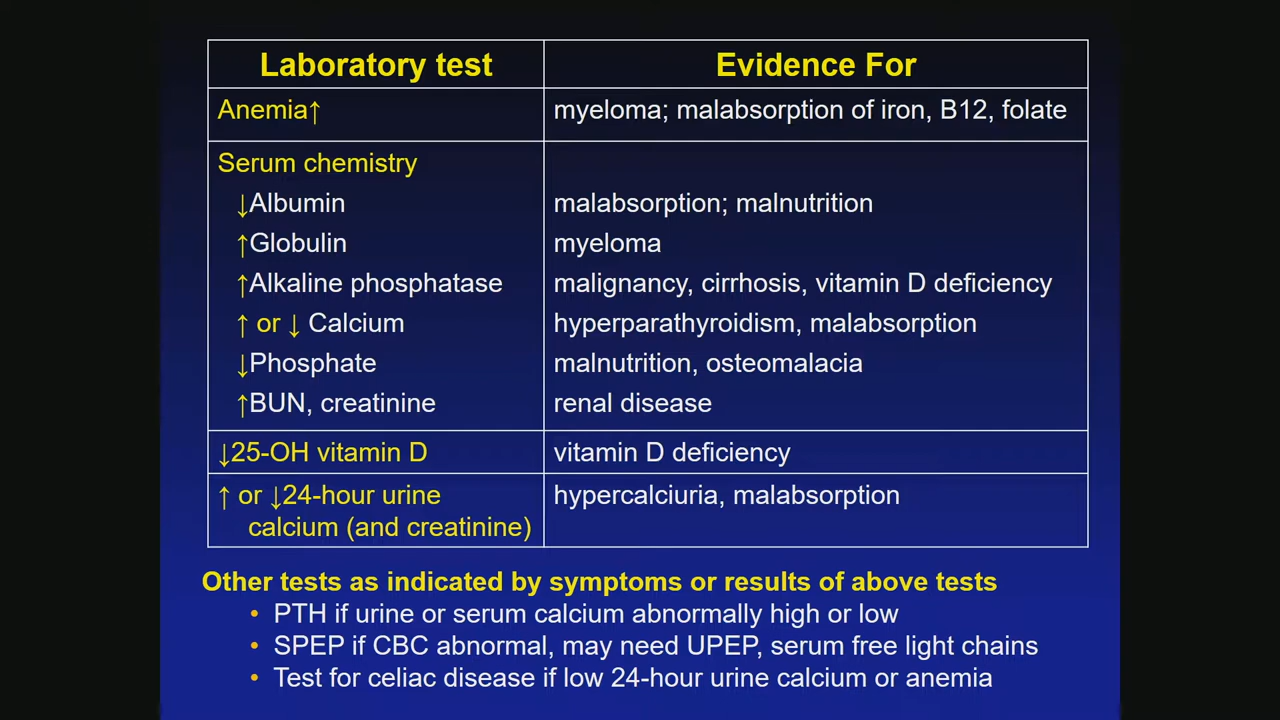 Laboratory test Evidence For
Anemia↑ myeloma; malabsorption of iron, B12, folate
Serum chemistry
↓Albumin malabsorption; malnutrition
↑Globulin myeloma
↑Alkaline phosphatase malignancy, cirrhosis, vitamin D deficiency
↑ or ↓ Calcium hyperparathyroidism, malabsorption
↓Phosphate malnutrition, osteomalacia
↑BUN, creatinine renal disease
↓25-OH vitamin D vitamin D deficiency
↑ or ↓24-hour urine hypercalciuria, malabsorption
calcium (and creatinine)
Other tests as indicated by symptoms or results of above tests
• PTH if urine or serum calcium abnormally high or low
• SPEP if CBC abnormal, may need UPEP, serum free light chains
• Test for celiac disease if low 24-hour urine calcium or anemia